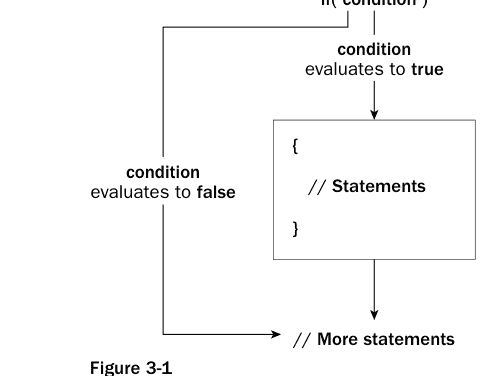 if( condition )
condition
evaluates to true
{
// Statements
}
condition
evaluates to false
// More statements
Figure 3-1